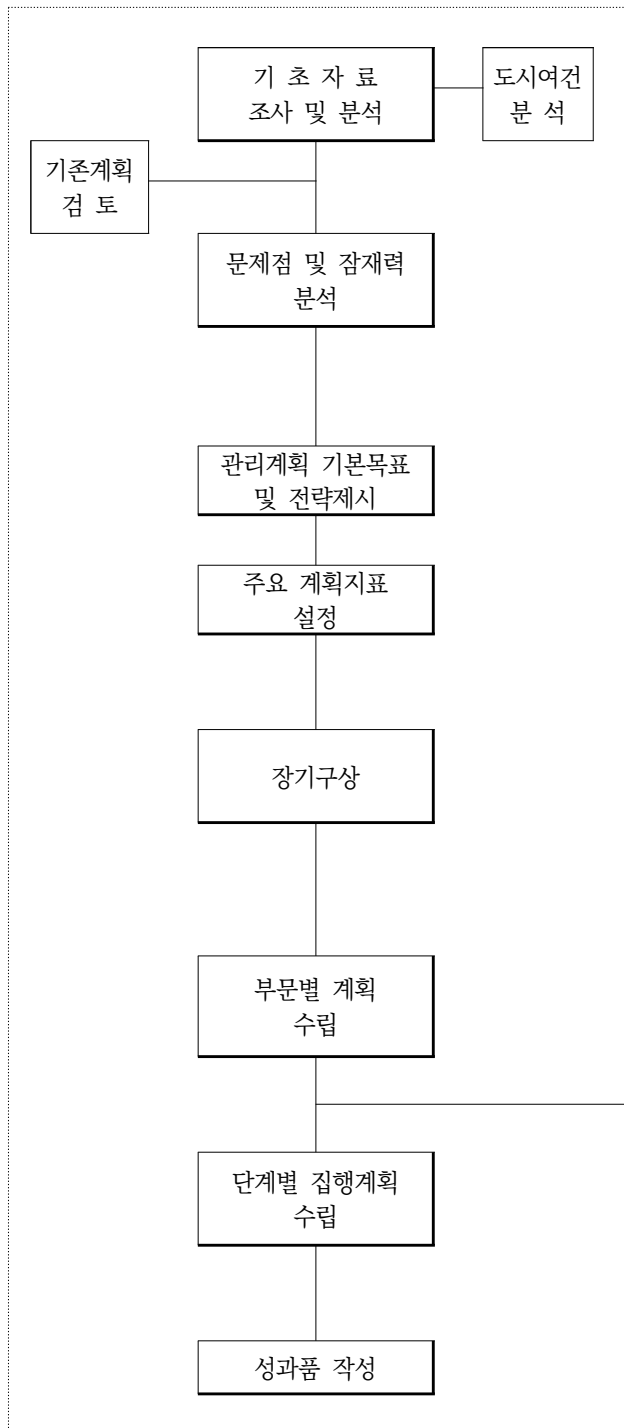 기 초 자 료
조사 및 분석
도시여건
분 석
기존계획
검 토
문제점 및 잠재력
분석
관리계획 기본목표
및 전략제시
주요 계획지표
설정
장기구상
부문별 계획
수립
단계별 집행계획
수립
성과품 작성